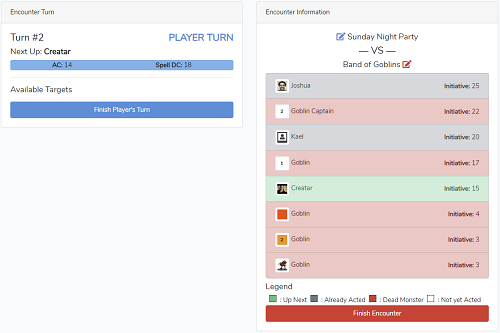 Encounter Turn
Turn #2
PLAYER TURN
Next Up: Creatar
AC: 14
Spell DC: 18
Available Targets
Finish Player's Turn
Encounter Information
Sunday Night Party
— VS —
Band of Goblins
Joshua
Initiative: 25
2
Goblin Captain
Initiative: 22
Kael
Initiative: 20
1
Goblin
Initiative: 17
Creatar
Initiative: 15
Goblin
Initiative: 4
2
Goblin
Initiative: 3
Goblin
Initiative: 3
Legend
: Up Next : Already Acted : Dead Monster : Not yet Acted
Finish Encounter